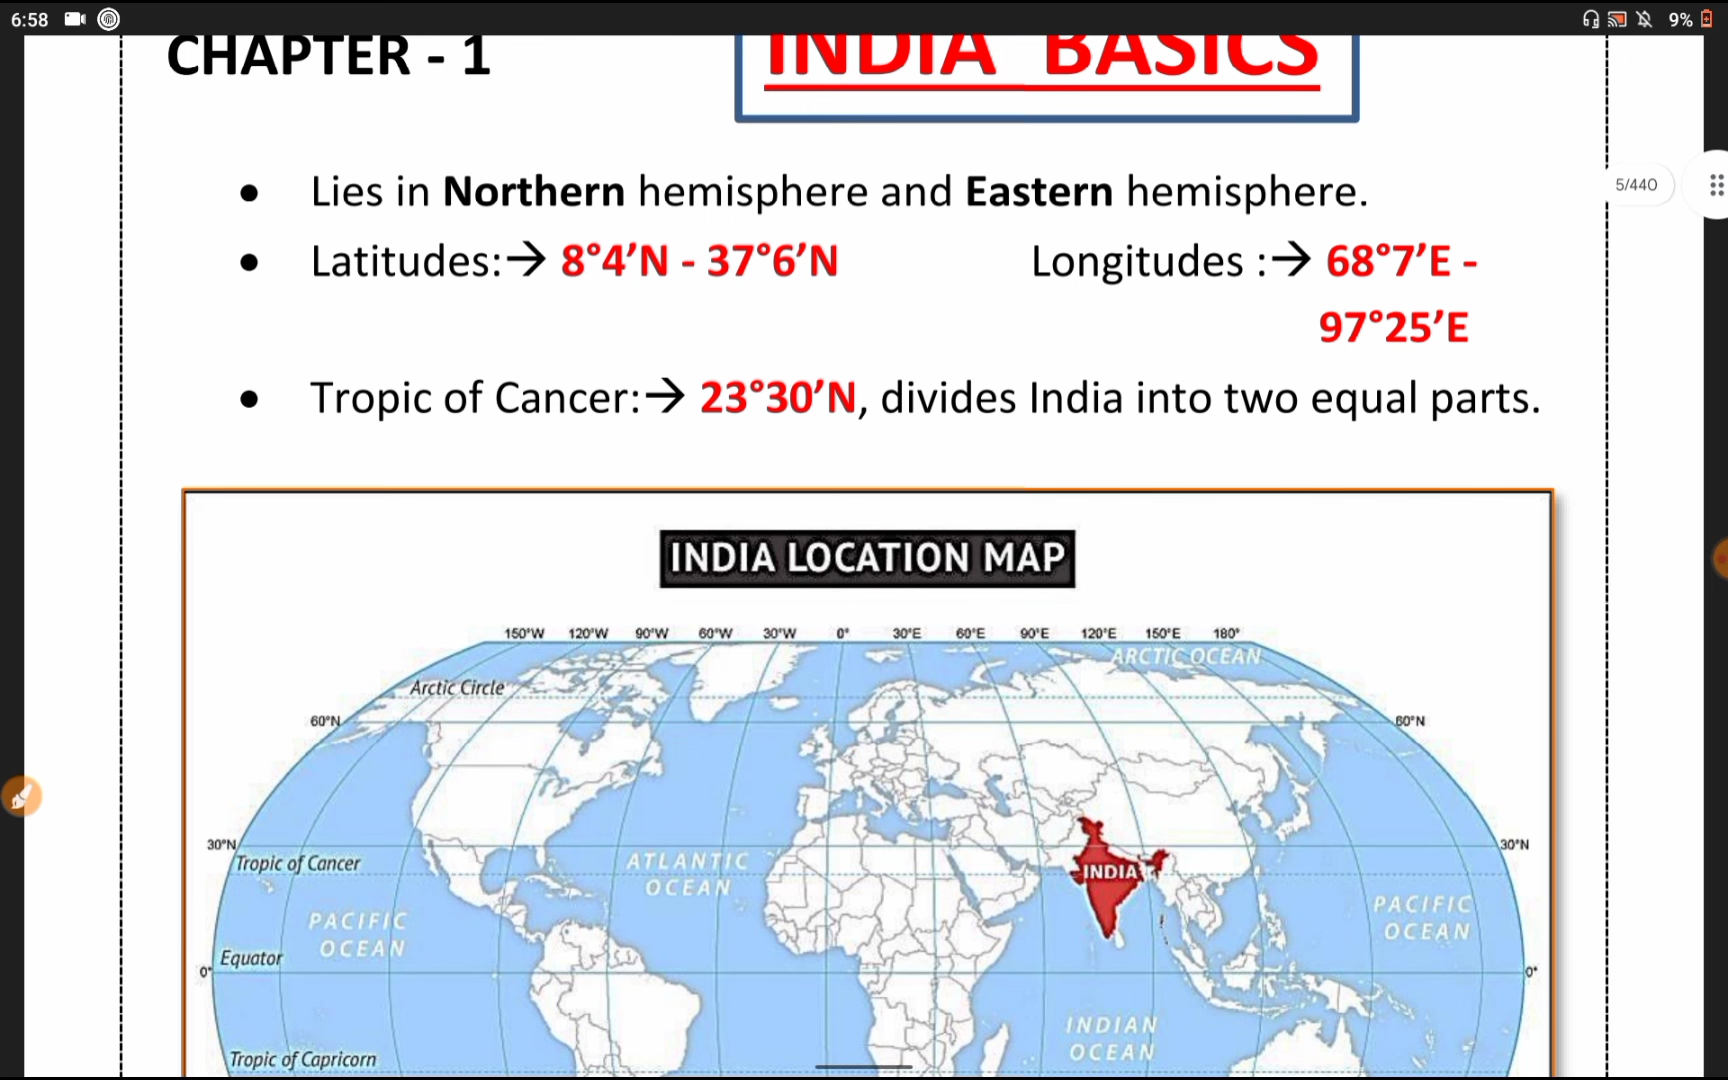 6:58
9%
CHAPTER - 1
INDIA BASICS
5/440
• Lies in Northern hemisphere and Eastern hemisphere.
• Latitudes:→ 8°4’N - 37°6’N Longitudes :→ 68°7’E -
97°25’E
• Tropic of Cancer:→ 23°30’N, divides India into two equal parts.
INDIA LOCATION MAP
150°W 120°W 90°W 60°W 30°W 0° 30°E 60°E 90°E 120°E 150°E 180°
ARCTIC OCEAN
Arctic Circle
60°N 60°N
30°N 30°N
Tropic of Cancer
ATLANTIC
OCEAN
INDIA
PACIFIC
OCEAN
PACIFIC
OCEAN
Equator
0° 0°
INDIAN
OCEAN
Tropic of Capricorn